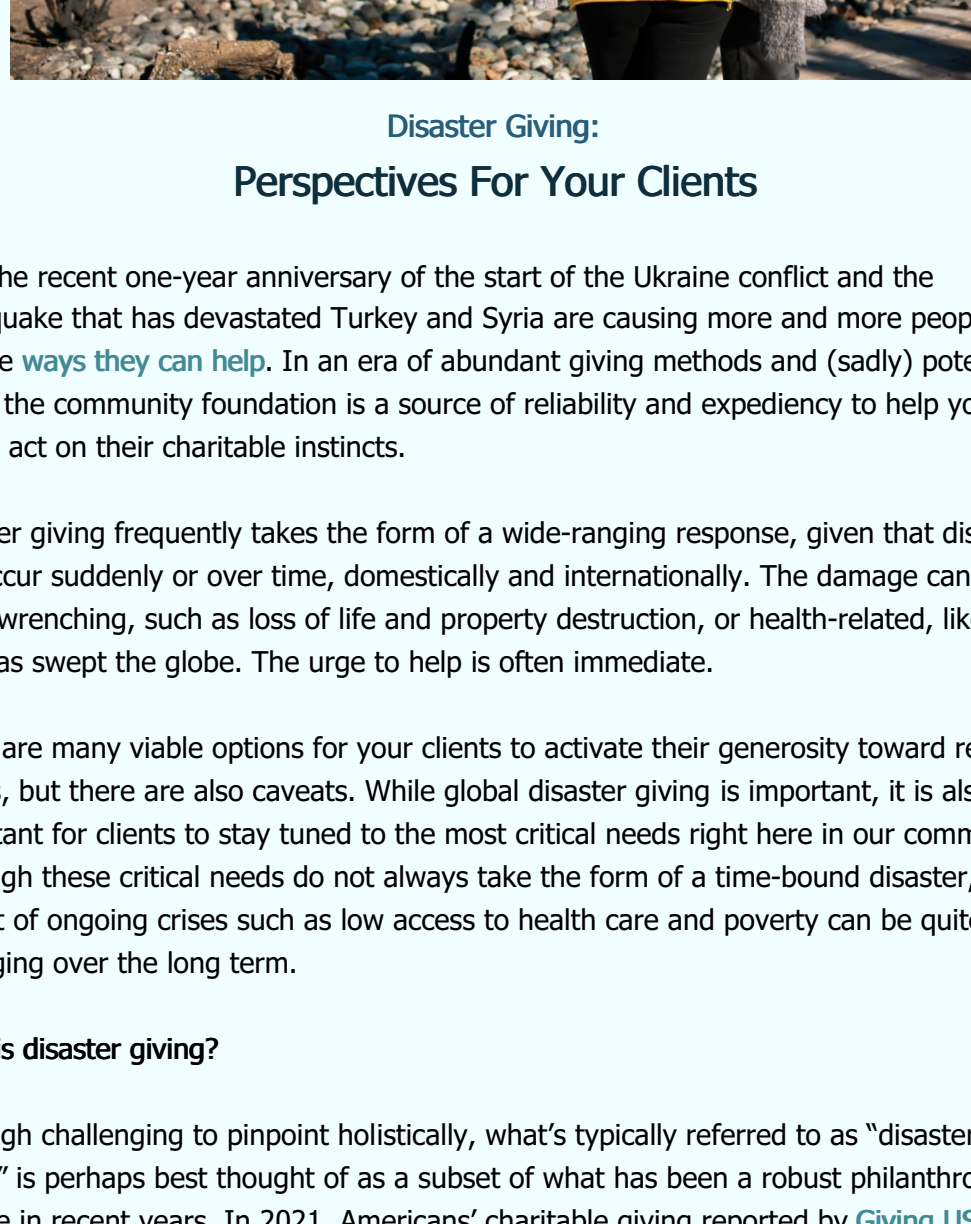 Disaster Giving:
Perspectives For Your Clients
he recent one-year anniversary of the start of the Ukraine conflict and the
quake that has devastated Turkey and Syria are causing more and more peop
e ways they can help. In an era of abundant giving methods and (sadly) pote
the community foundation is a source of reliability and expediency to help yo
act on their charitable instincts.
er giving frequently takes the form of a wide-ranging response, given that dis
ccur suddenly or over time, domestically and internationally. The damage can
wrenching, such as loss of life and property destruction, or health-related, lik
as swept the globe. The urge to help is often immediate.
are many viable options for your clients to activate their generosity toward re
, but there are also caveats. While global disaster giving is important, it is als
tant for clients to stay tuned to the most critical needs right here in our comm
gh these critical needs do not always take the form of a time-bound disaster,
t of ongoing crises such as low access to health care and poverty can be quite
ging over the long term.
is disaster giving?
gh challenging to pinpoint holistically, what’s typically referred to as “disaster
” is perhaps best thought of as a subset of what has been a robust philanthro
e in recent years. In 2021, Americans’ charitable giving reported by Giving US